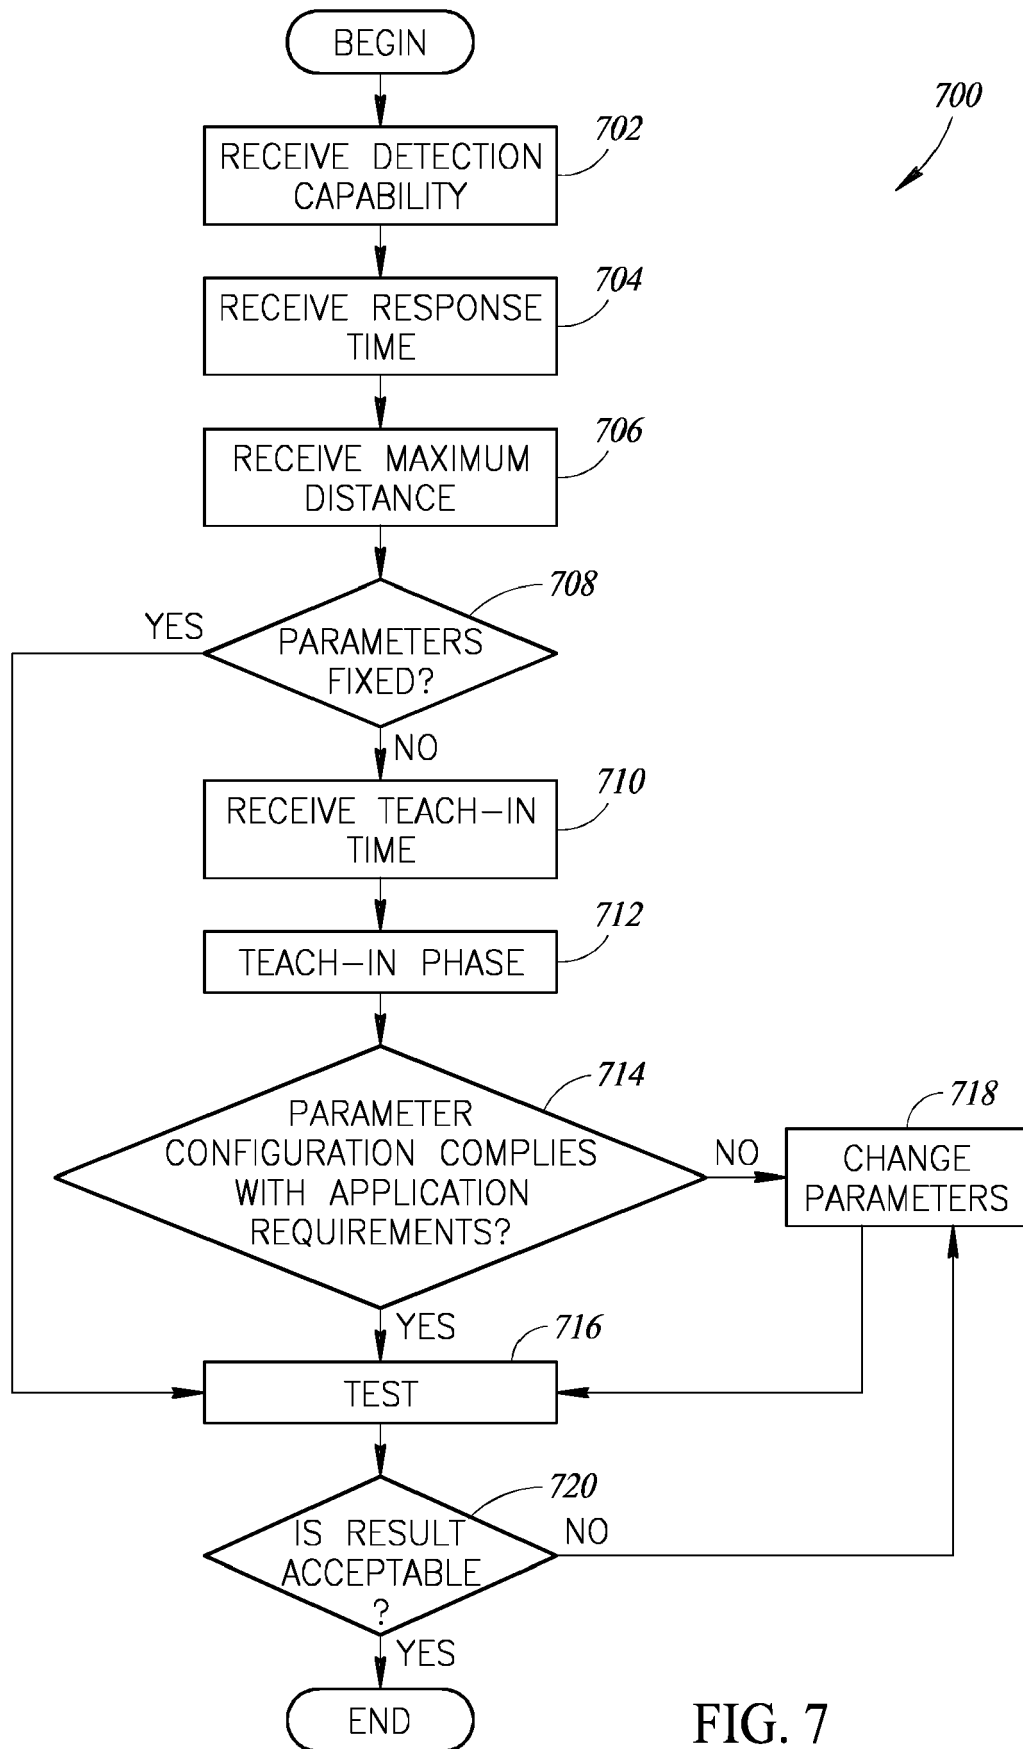 BEGIN
700
702
RECEIVE DETECTION
CAPABILITY
704
RECEIVE RESPONSE
TIME
706
RECEIVE MAXIMUM
DISTANCE
708
YES
PARAMETERS
FIXED?
NO
710
RECEIVE TEACH-IN
TIME
712
TEACH-IN PHASE
714
PARAMETER
CONFIGURATION COMPLIES
WITH APPLICATION
REQUIREMENTS?
NO
718
CHANGE
PARAMETERS
YES
716
TEST
720
IS RESULT
ACCEPTABLE
?
NO
YES
END
FIG. 7